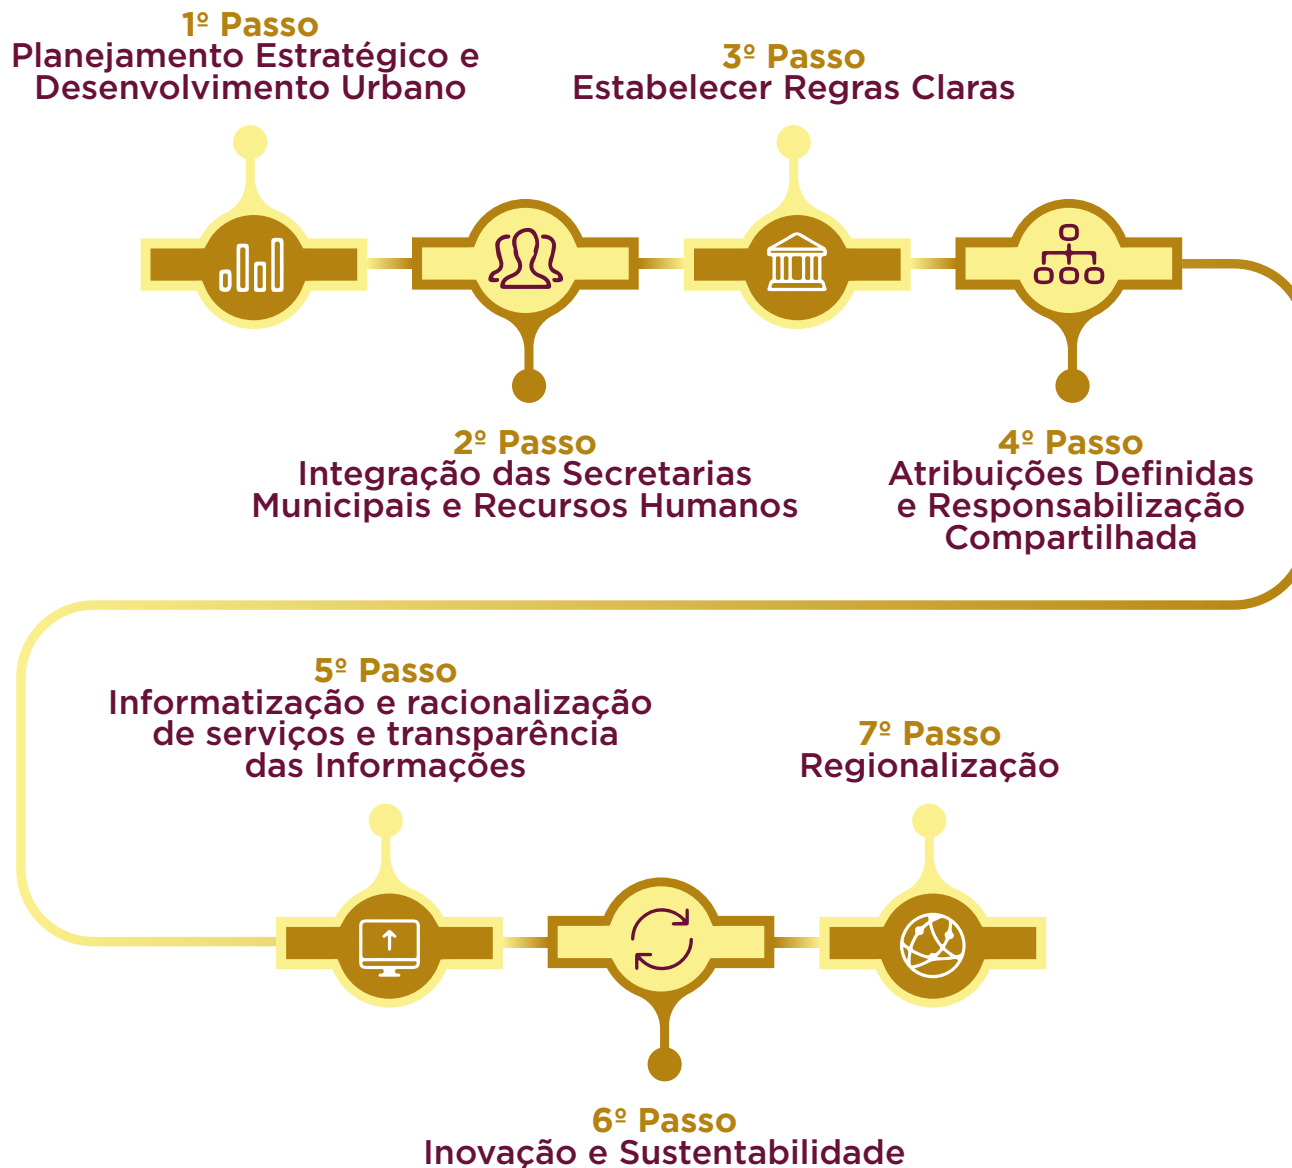 1º Passo
Planejamento Estratégico e
Desenvolvimento Urbano
3º Passo
Estabelecer Regras Claras
2º Passo
Integração das Secretarias
Municipais e Recursos Humanos
4º Passo
Atribuições Definidas
e Responsabilização
Compartilhada
5º Passo
Informatização e racionalização
de serviços e transparência
das Informações
7º Passo
Regionalização
6º Passo
Inovação e Sustentabilidade